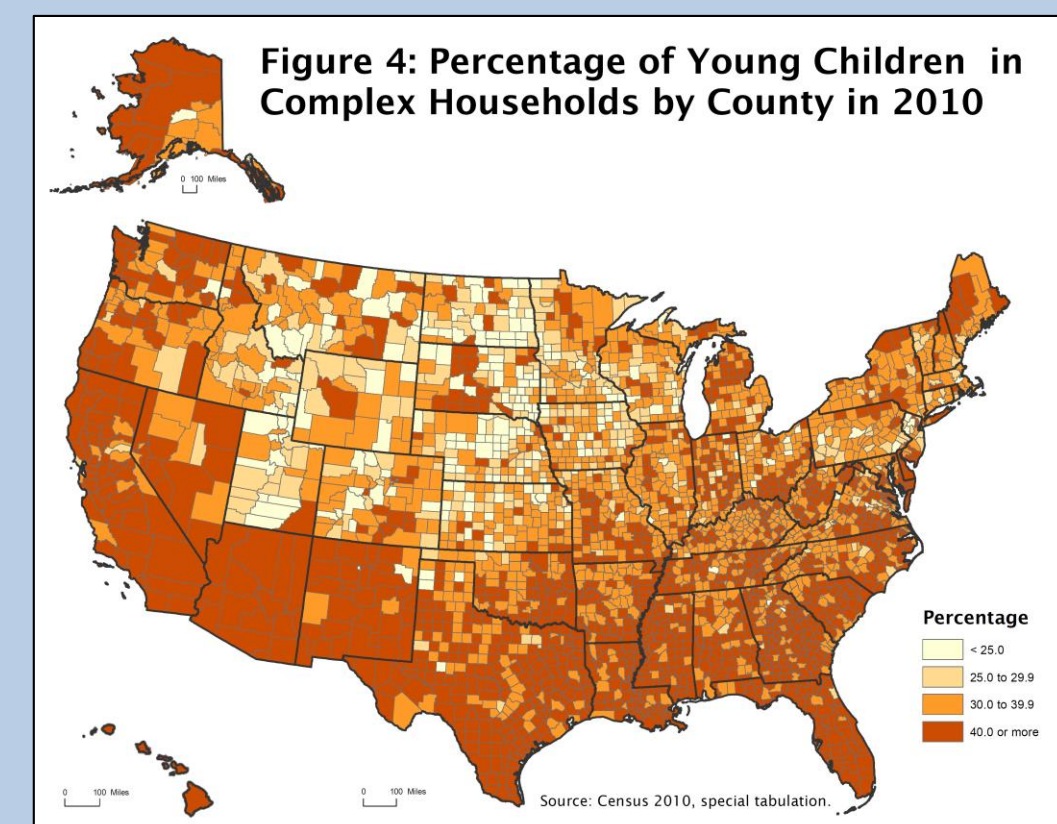 Figure 4: Percentage of Young Children in
Complex Households by County in 2010
0 100 Miles
Percentage
< 25.0
25.0 to 29.9
30.0 to 39.9
40.0 or more
0 100 Miles
0 100 Miles
Source: Census 2010, special tabulation.